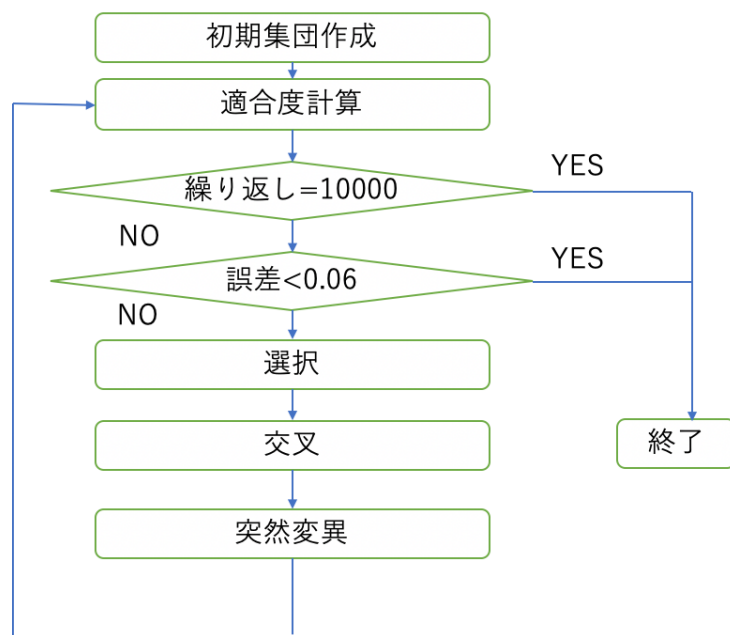 初期集団作成
適合度計算
繰り返し=10000
YES
NO
誤差<0.06
YES
NO
選択
交叉
終了
突然変異